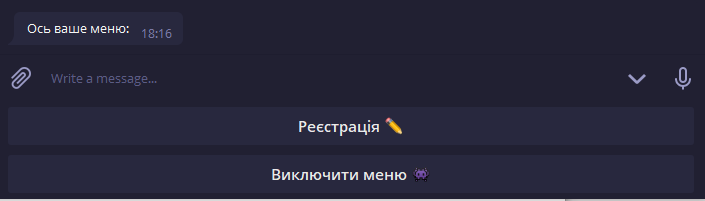 Ось ваше меню: 18:16
Write a message...
Реєстрація ✏️
Виключити меню 👾